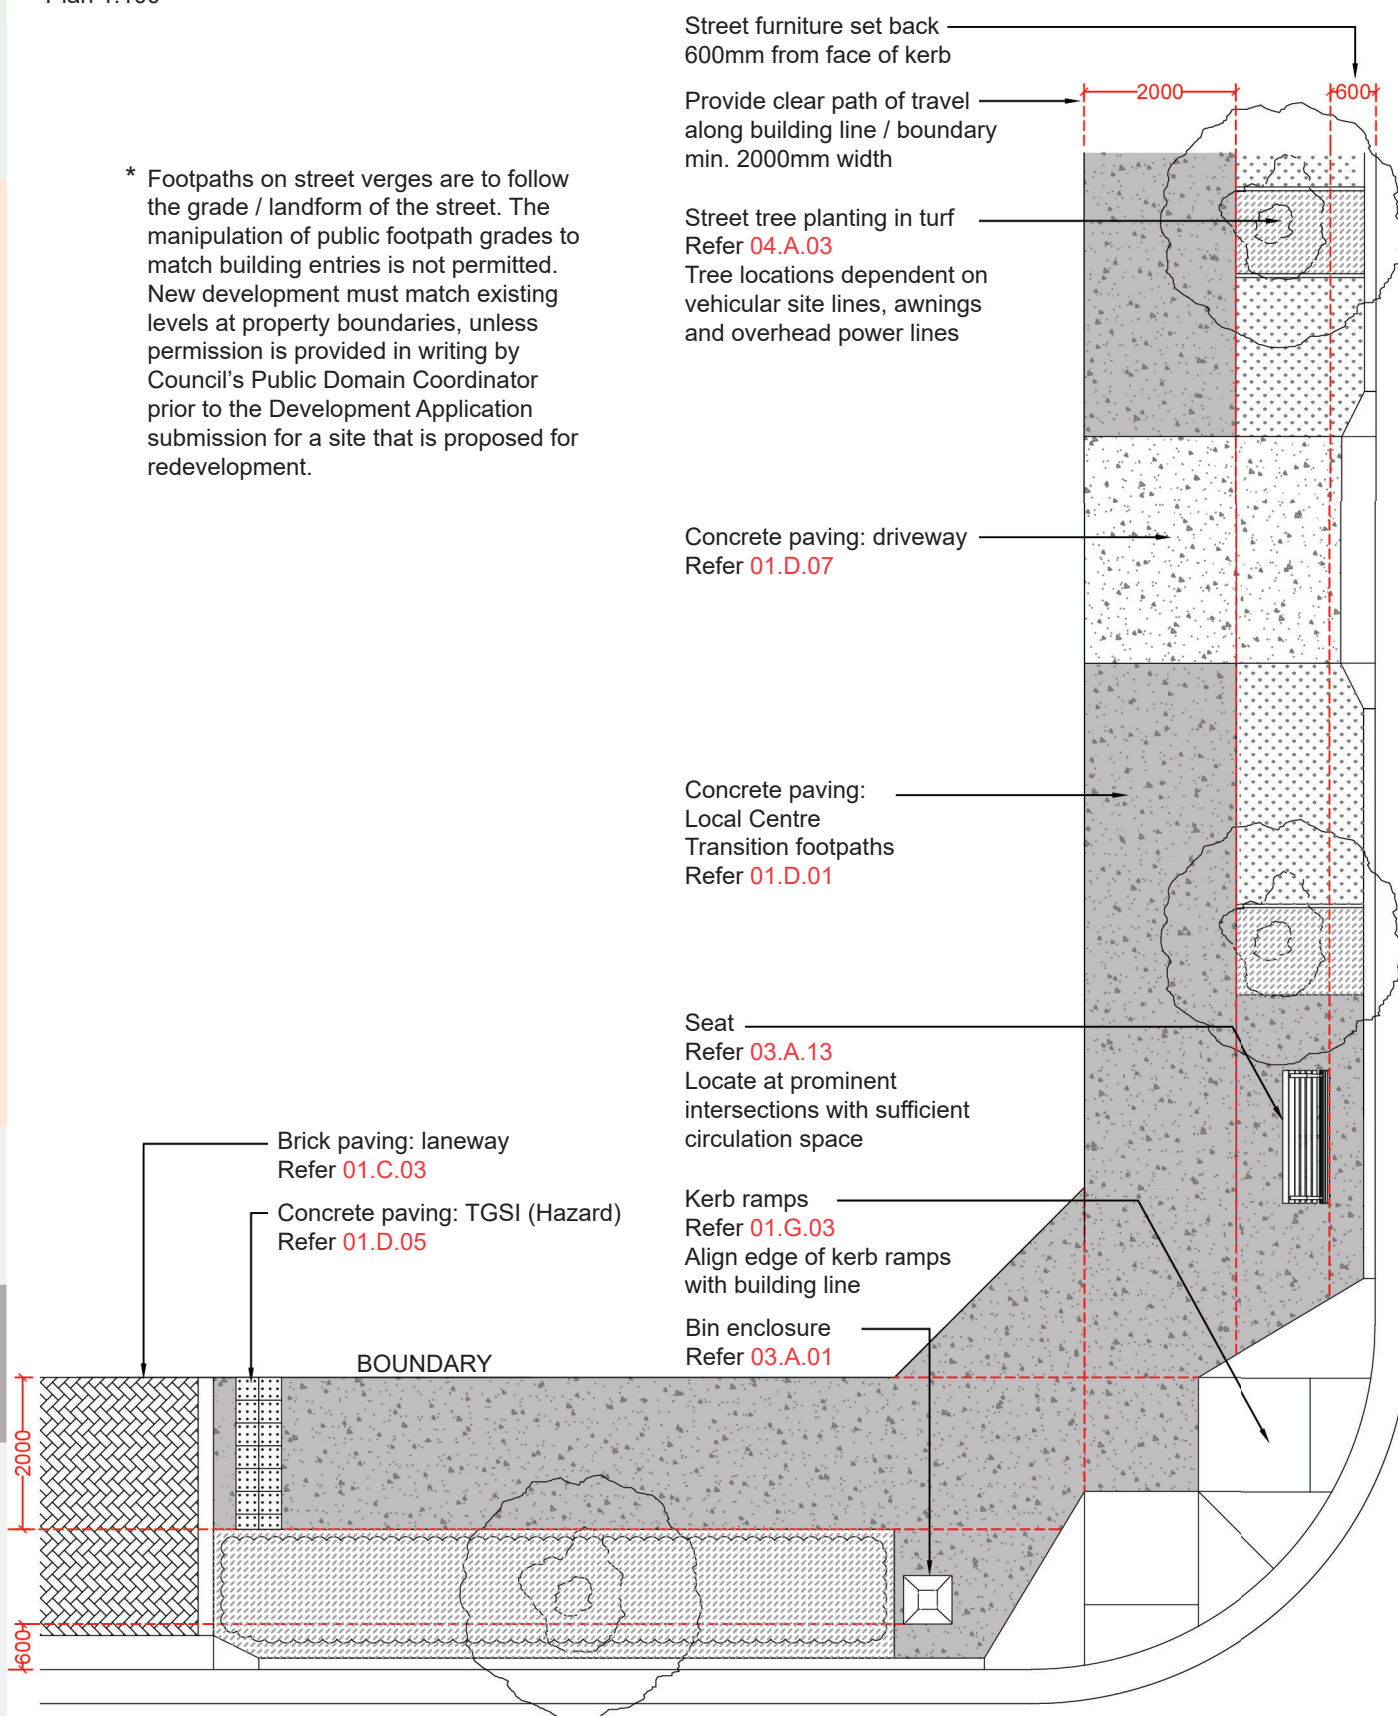 Plan 1:100
Street furniture set back
600mm from face of kerb
2000
600
Provide clear path of travel
along building line / boundary
min. 2000mm width
* Footpaths on street verges are to follow
the grade / landform of the street. The
manipulation of public footpath grades to
match building entries is not permitted.
New development must match existing
levels at property boundaries, unless
permission is provided in writing by
Council's Public Domain Coordinator
prior to the Development Application
submission for a site that is proposed for
redevelopment.
Street tree planting in turf
Refer 04.A.03
Tree locations dependent on
vehicular site lines, awnings
and overhead power lines
Concrete paving: driveway
Refer 01.D.07
Concrete paving:
Local Centre
Transition footpaths
Refer 01.D.01
Seat
Refer 03.A.13
Locate at prominent
intersections with sufficient
circulation space
Brick paving: laneway
Refer 01.C.03
Concrete paving: TGSI (Hazard)
Refer 01.D.05
Kerb ramps
Refer 01.G.03
Align edge of kerb ramps
with building line
Bin enclosure
Refer 03.A.01
BOUNDARY
2000
600